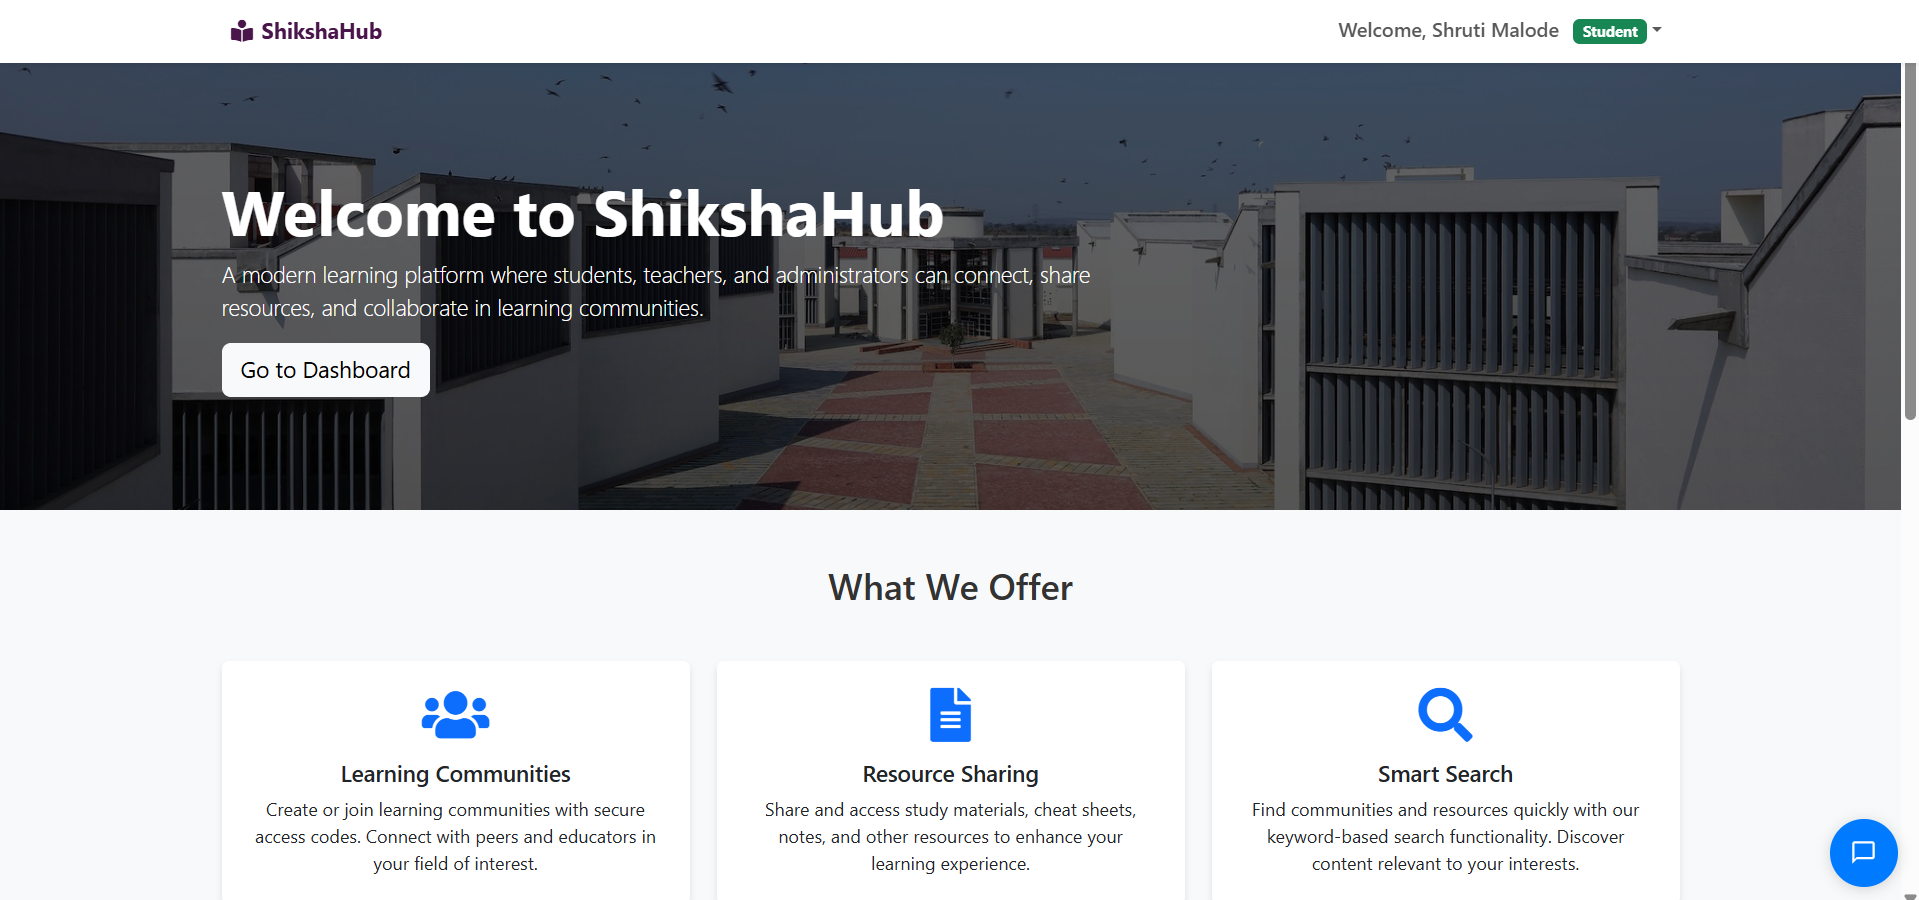 ShikshaHub
Welcome, Shruti Malode Student
Welcome to ShikshaHub
A modern learning platform where students, teachers, and administrators can connect, share
resources, and collaborate in learning communities.
Go to Dashboard
What We Offer
Learning Communities
Create or join learning communities with secure
access codes. Connect with peers and educators in
your field of interest.
Resource Sharing
Share and access study materials, cheat sheets,
notes, and other resources to enhance your
learning experience.
Smart Search
Find communities and resources quickly with our
keyword-based search functionality. Discover
content relevant to your interests.